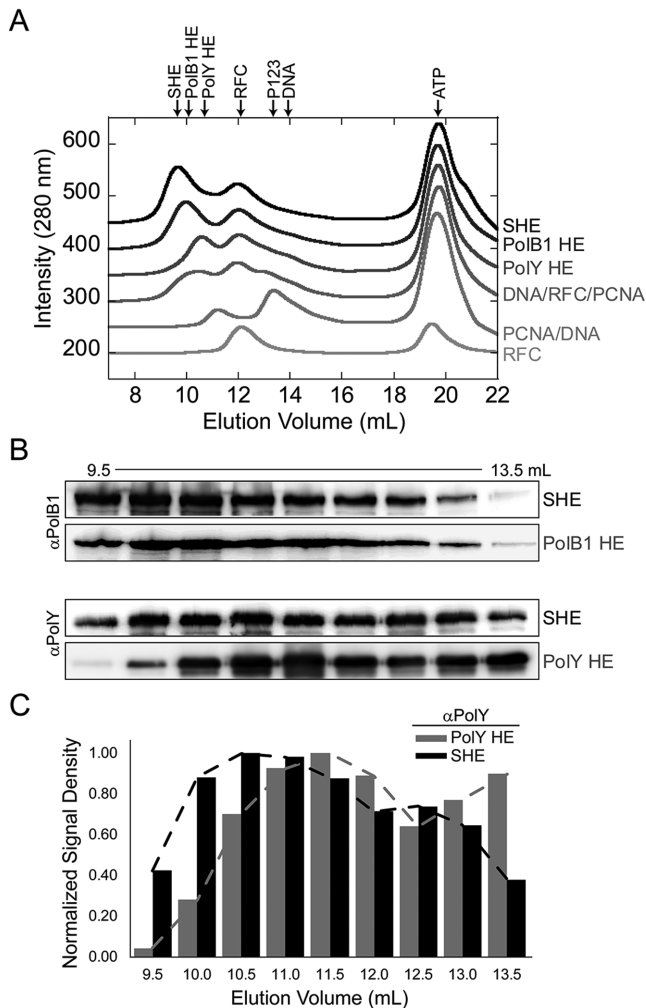 A
SHE
PolB1 HE
PolY HE
RFC
P123
DNA
ATP
600
500
400
300
200
Intensity (280 nm)
SHE
PolB1 HE
PolY HE
DNA/RFC/PCNA
PCNA/DNA
RFC
8 10 12 14 16 18 20 22
Elution Volume (mL)
B
9.5 13.5 mL
αPolB1
SHE
PolB1 HE
αPolY
SHE
PolY HE
C
αPolY
PolY HE
SHE
1.00
0.80
0.60
0.40
0.20
0.00
Normalized Signal Density
9.5 10.0 10.5 11.0 11.5 12.0 12.5 13.0 13.5
Elution Volume (mL)